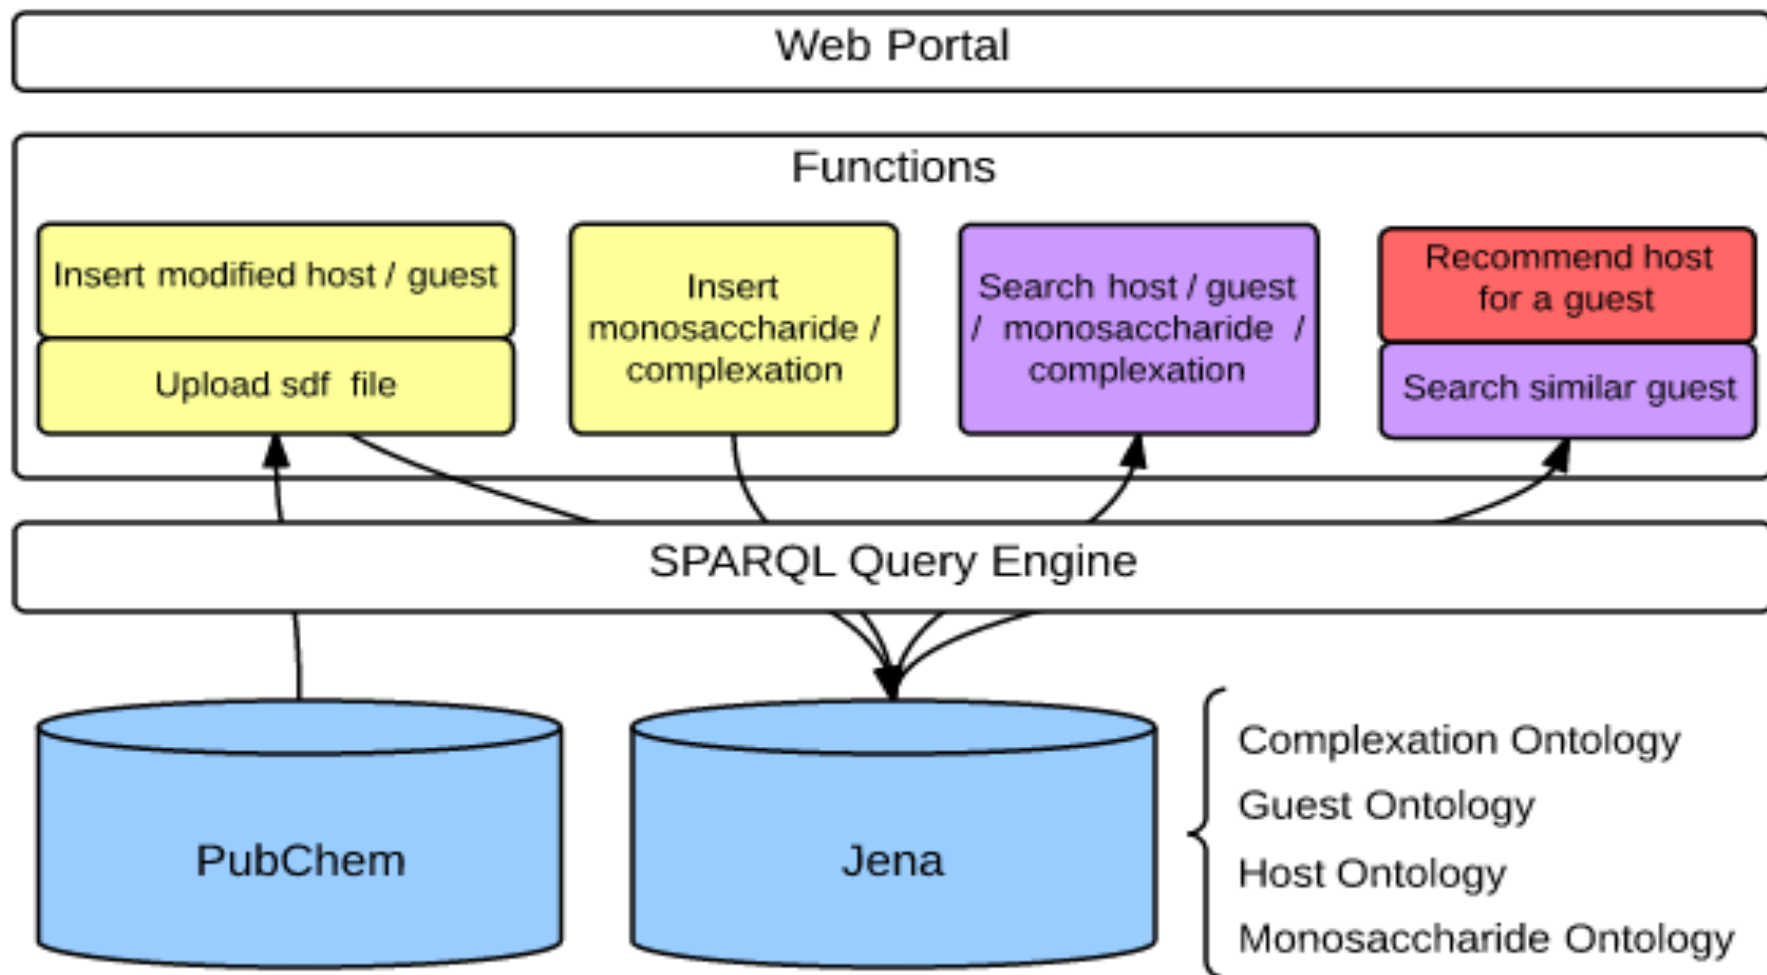 Web Portal
Functions
Insert modified host / guest
Upload sdf file
Insert
monosaccharide /
complexation
Search host / guest
/ monosaccharide /
complexation
Recommend host
for a guest
Search similar guest
SPARQL Query Engine
PubChem
Jena
Complexation Ontology
Guest Ontology
Host Ontology
Monosaccharide Ontology